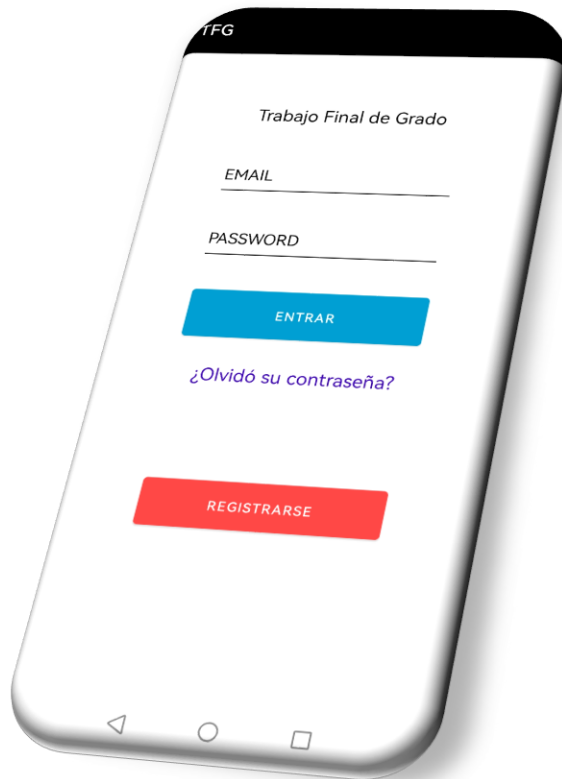 TFG
Trabajo Final de Grado
EMAIL
PASSWORD
ENTRAR
¿Olvidó su contraseña?
REGISTRARSE